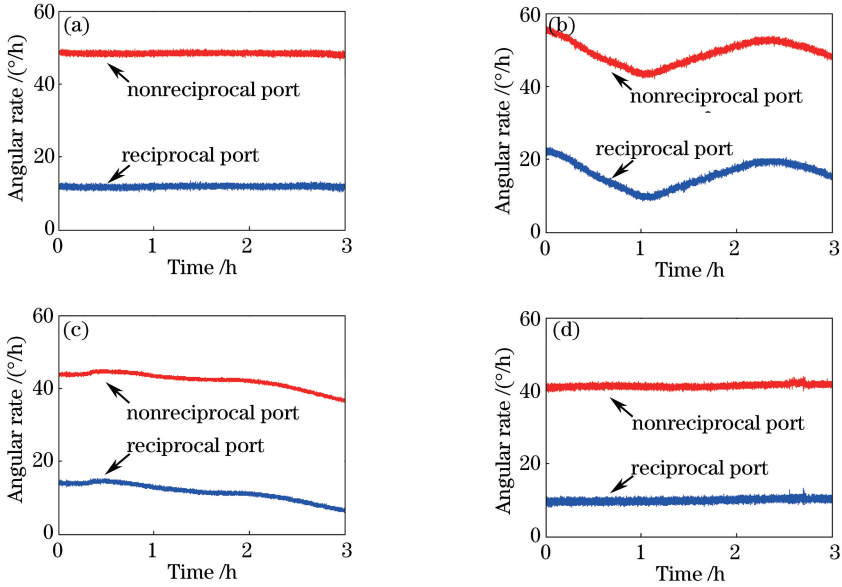 (a)
60
40
20
0
Angular rate /(°/h)
nonreciprocal port
reciprocal port
0 1 2 3
Time /h
(b)
60
40
20
0
Angular rate /(°/h)
nonreciprocal port
reciprocal port
0 1 2 3
Time /h
(c)
60
40
20
0
Angular rate /(°/h)
nonreciprocal port
reciprocal port
0 1 2 3
Time /h
(d)
60
40
20
0
Angular rate /(°/h)
nonreciprocal port
reciprocal port
0 1 2 3
Time /h